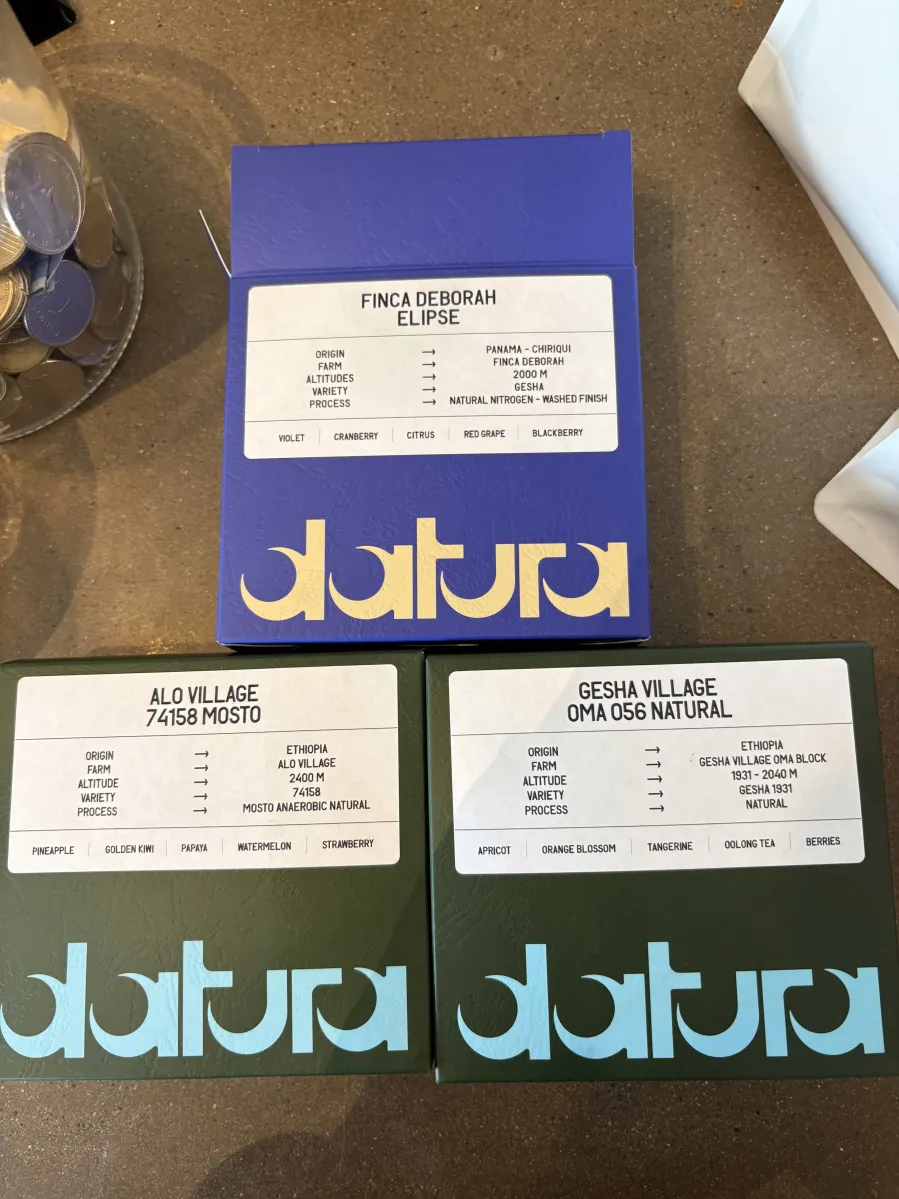 FINCA DEBORAH
ELIPSE
ORIGIN → PANAMA - CHIRIQUI
FARM → FINCA DEBORAH
ALTITUDES → 2000 M
VARIETY → GESHA
PROCESS → NATURAL NITROGEN - WASHED FINISH
VIOLET CRANBERRY CITRUS RED GRAPE BLACKBERRY
datura
ALO VILLAGE
74158 MOSTO
ORIGIN → ETHIOPIA
FARM → ALO VILLAGE
ALTITUDE → 2400 M
VARIETY → 74158
PROCESS → MOSTO ANAEROBIC NATURAL
PINEAPPLE GOLDEN KIWI PAPAYA WATERMELON STRAWBERRY
datura
GESHA VILLAGE
OMA 056 NATURAL
ORIGIN → ETHIOPIA
FARM → GESHA VILLAGE OMA BLOCK
ALTITUDE → 1931 - 2040 M
VARIETY → GESHA 1931
PROCESS → NATURAL
APRICOT ORANGE BLOSSOM TANGERINE OOLONG TEA BERRIES
datura